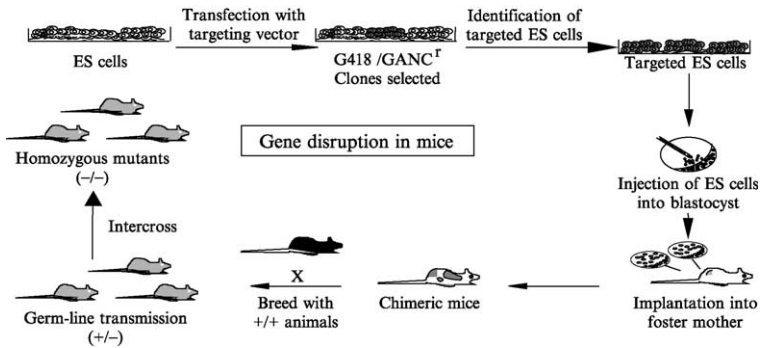 Transfection with
targeting vector
Identification of
targeted ES cells
ES cells
G418 /GANC^r
Clones selected
Targeted ES cells
Gene disruption in mice
Homozygous mutants
(–/–)
Injection of ES cells
into blastocyst
Intercross
X
Germ-line transmission
(+/–)
Breed with
+/+ animals
Chimeric mice
Implantation into
foster mother